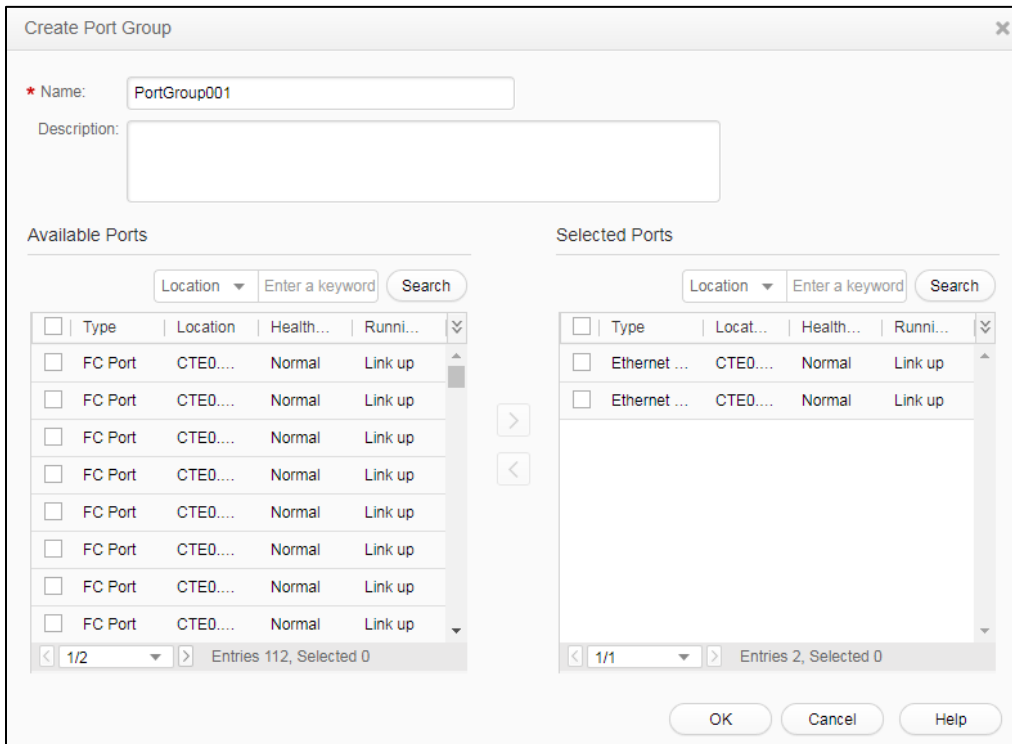 Create Port Group
* Name: PortGroup001
Description:
Available Ports
Location Enter a keyword Search
Type Location Health... Runni...
FC Port CTE0.... Normal Link up
FC Port CTE0.... Normal Link up
FC Port CTE0.... Normal Link up
FC Port CTE0.... Normal Link up
FC Port CTE0.... Normal Link up
FC Port CTE0.... Normal Link up
FC Port CTE0.... Normal Link up
FC Port CTE0.... Normal Link up
1/2 Entries 112, Selected 0
Selected Ports
Location Enter a keyword Search
Type Locat... Health... Runni...
Ethernet ... CTE0.... Normal Link up
Ethernet ... CTE0.... Normal Link up
1/1 Entries 2, Selected 0
OK Cancel Help